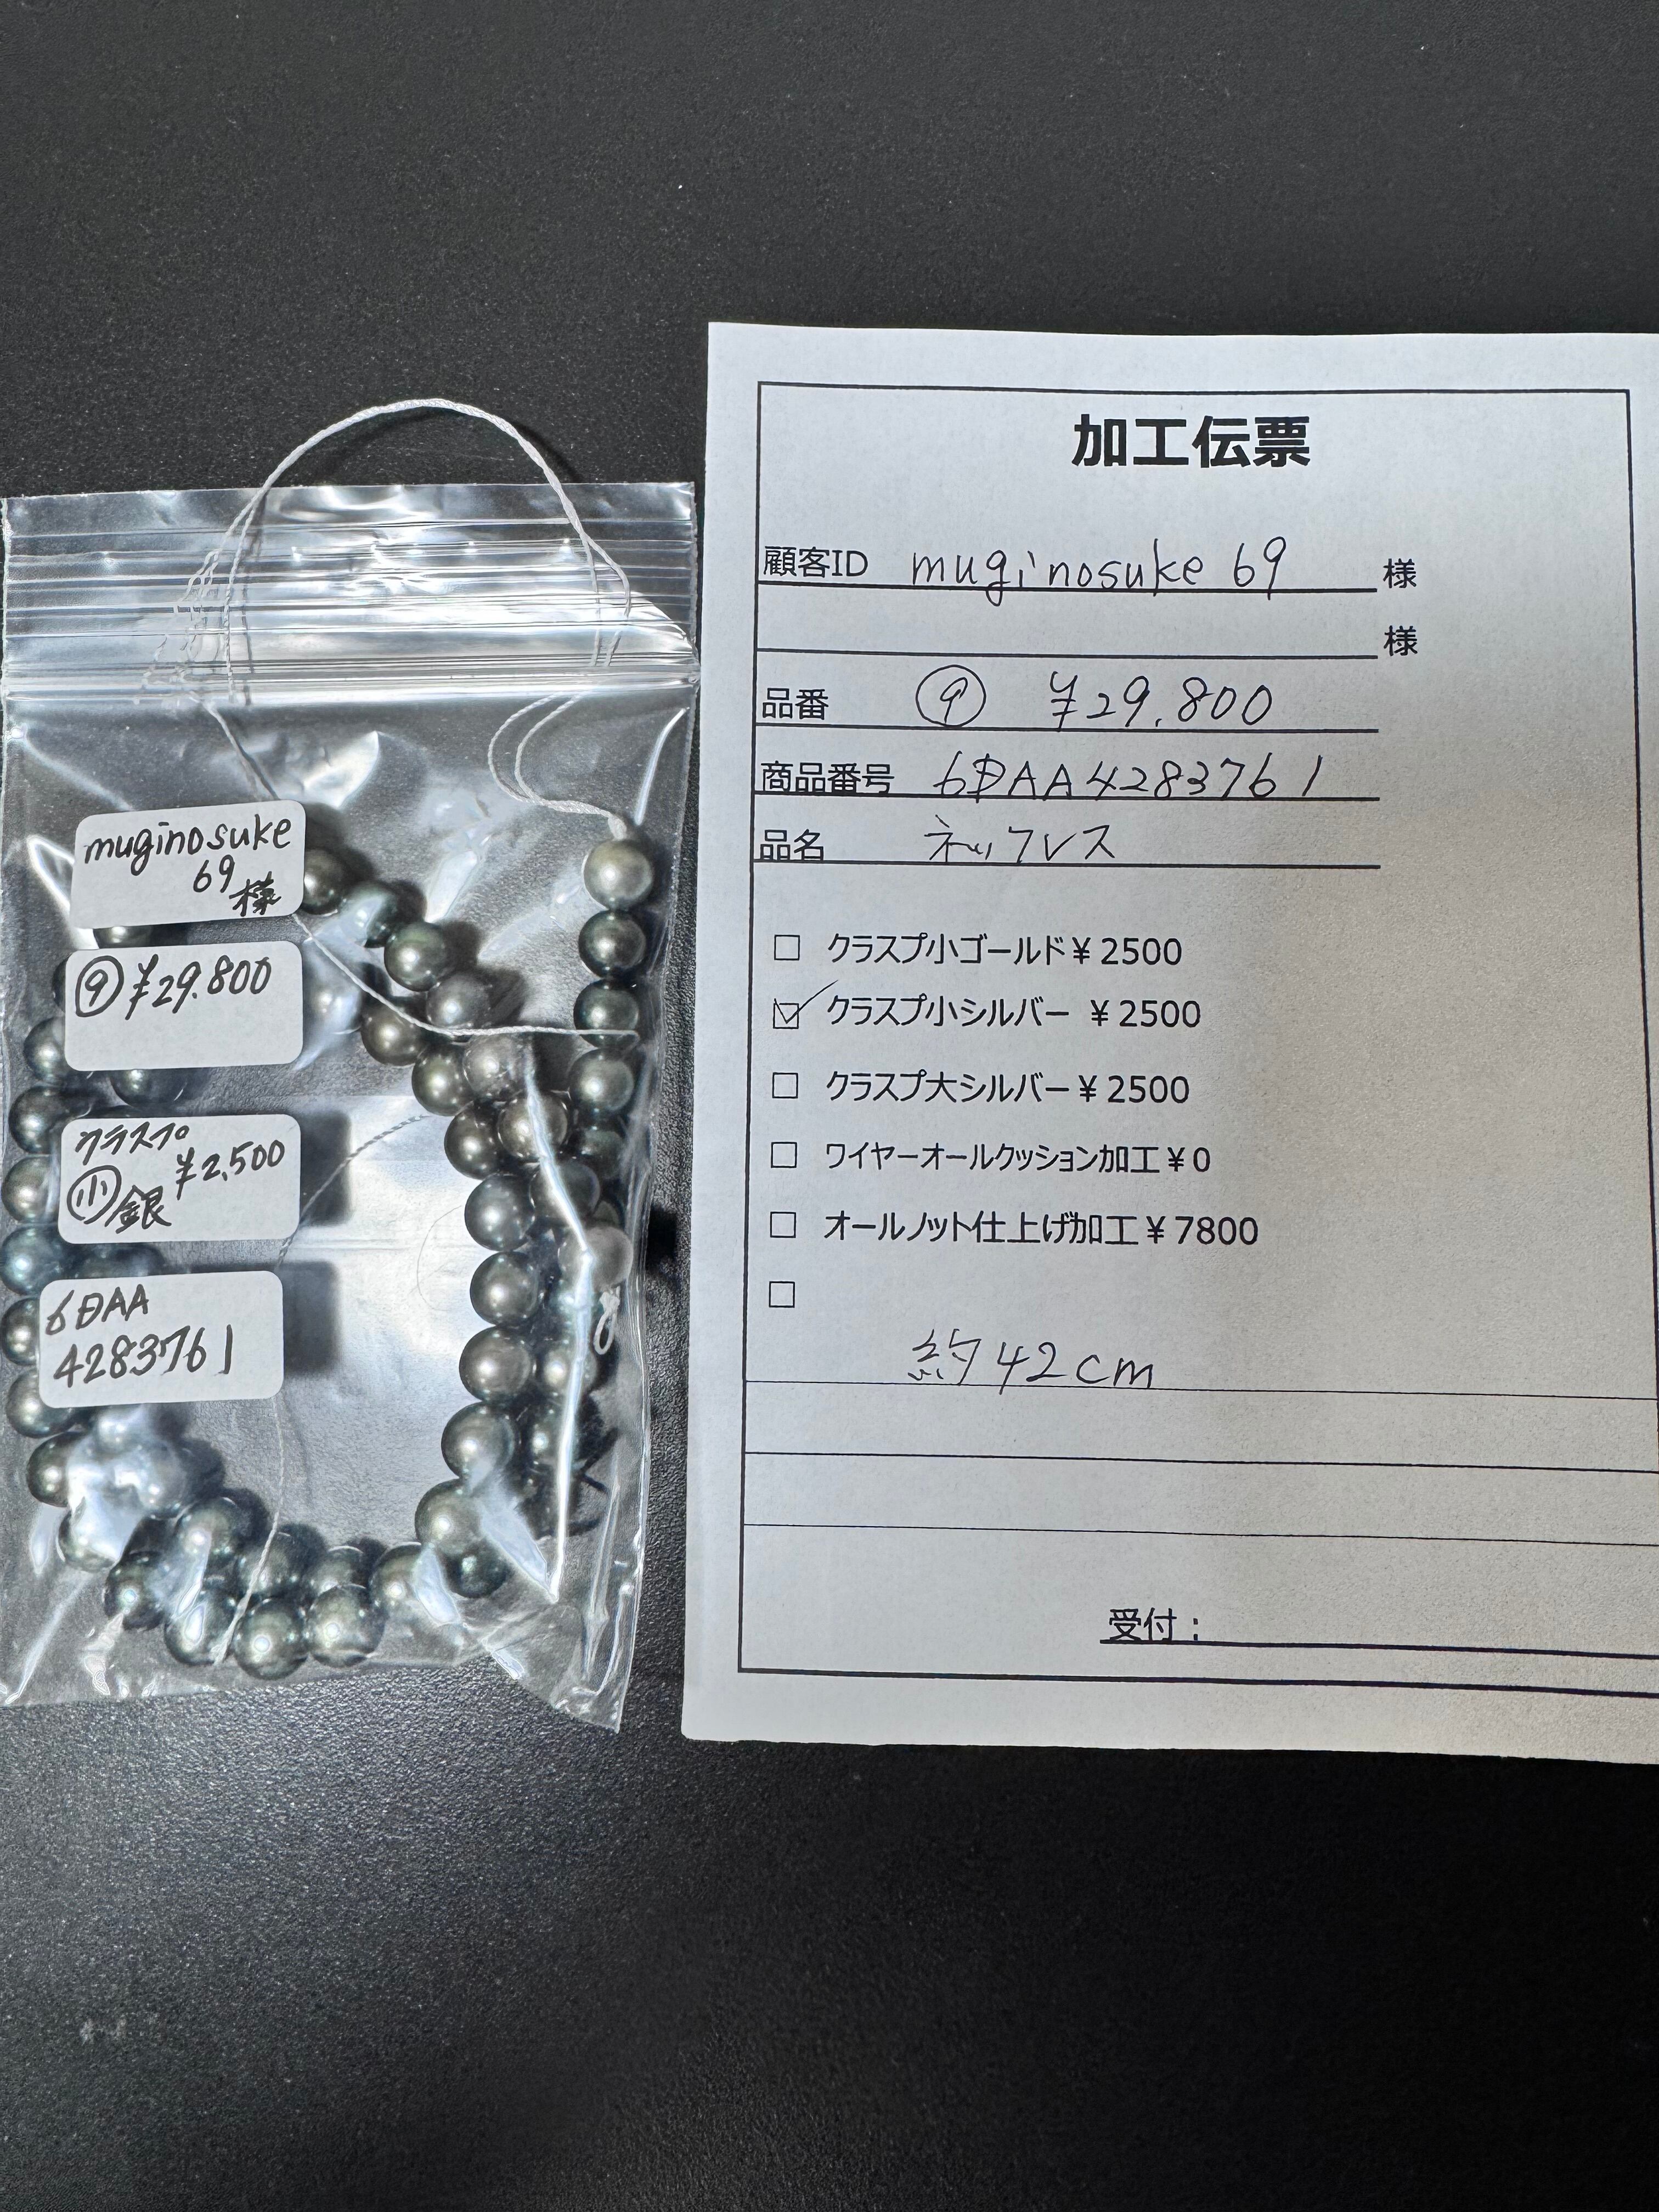 muginosuke
69様
⑨ ¥29.800
クラスプ
小 銀 ¥2,500
6DAA
4283761
加工伝票
顧客ID muginosuke 69 様
様
品番 ⑨ ¥29.800
商品番号 6DAA4283761
品名 ネックレス
□ クラスプ小ゴールド¥2500
☑ クラスプ小シルバー ¥2500
□ クラスプ大シルバー¥2500
□ ワイヤーオールクッション加工¥0
□ オールノット仕上げ加工¥7800
□
約42cm
受付：